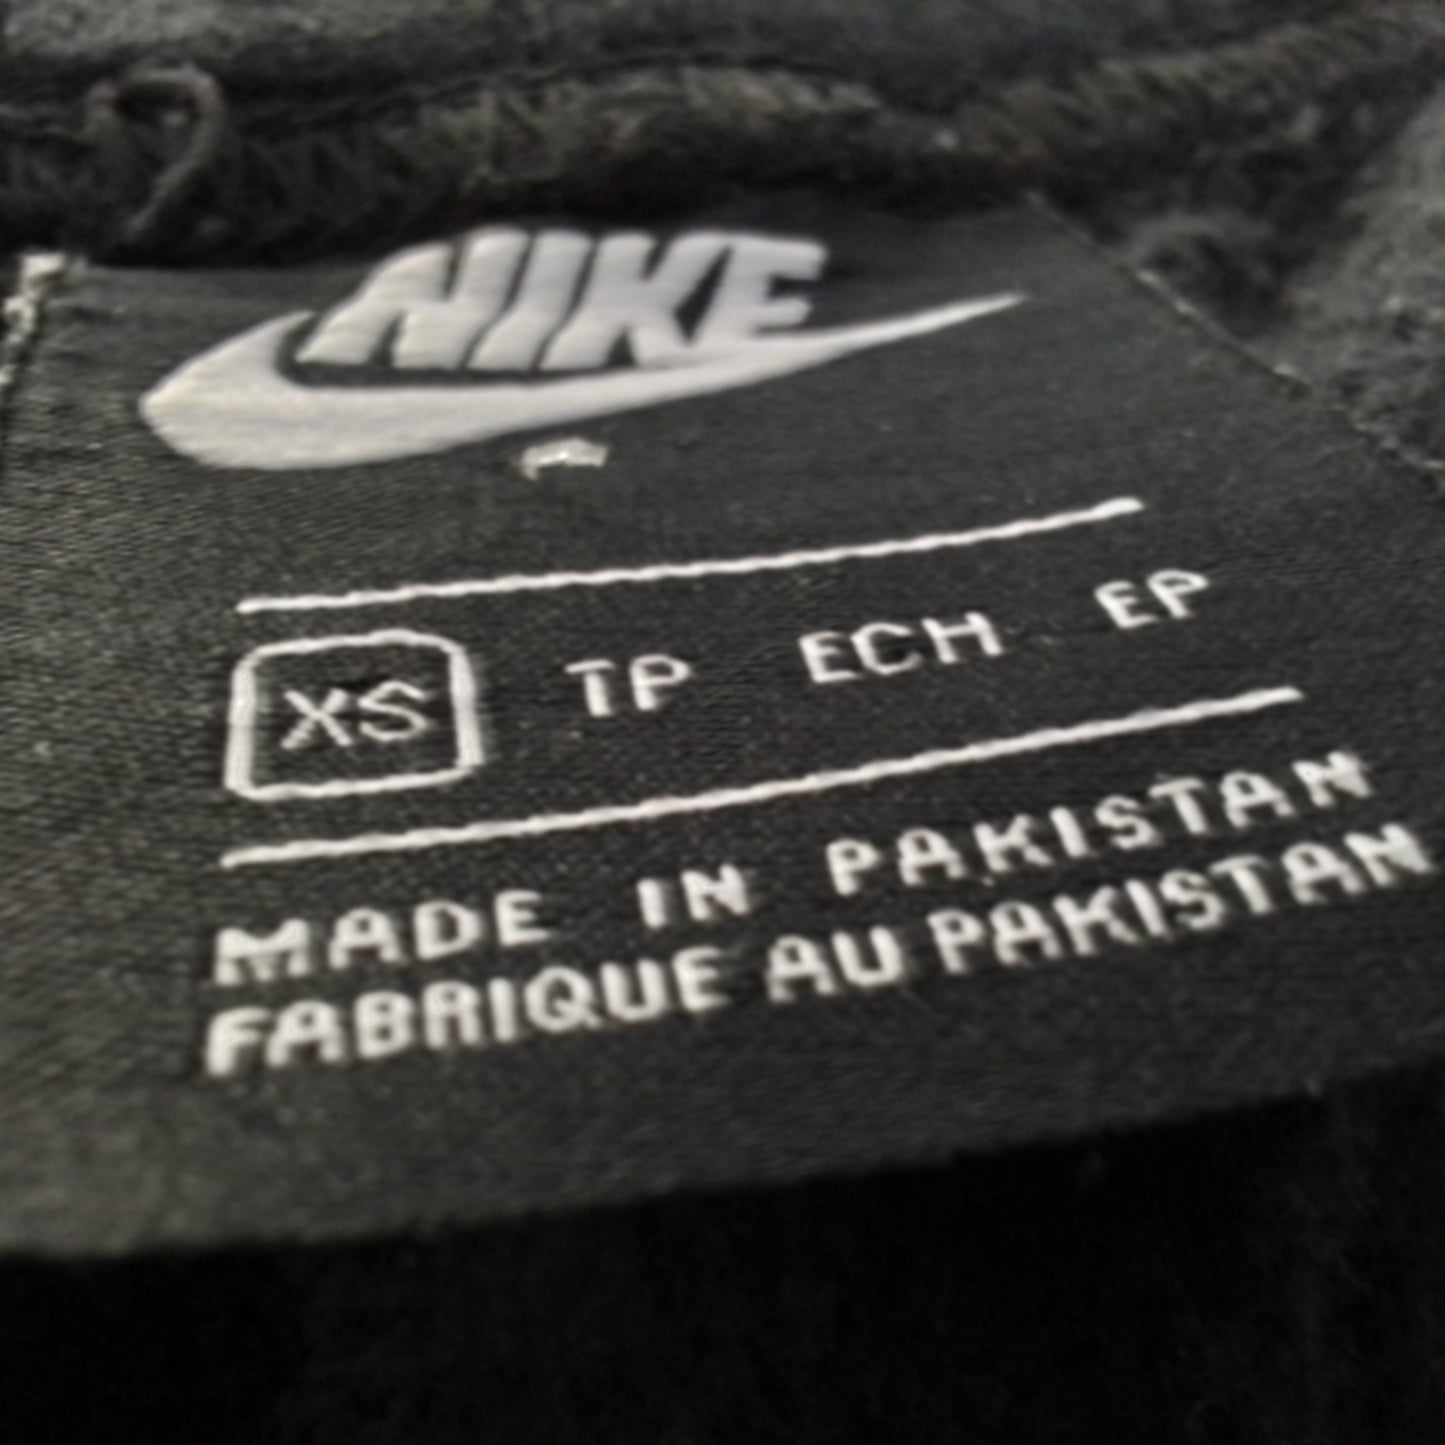 NIKE
XS TP ECH EP
MADE IN PAKISTAN
FABRIQUE AU PAKISTAN